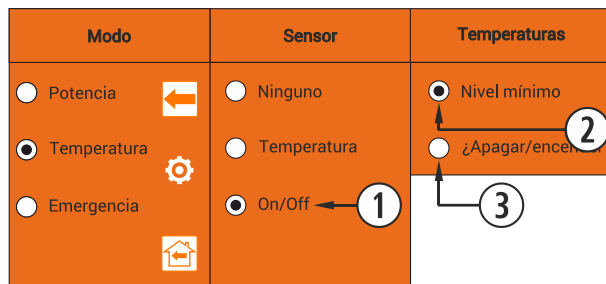 Modo
Potencia
Temperatura
Emergencia
Sensor
Ninguno
Temperatura
On/Off
1
Temperaturas
Nivel mínimo
2
3